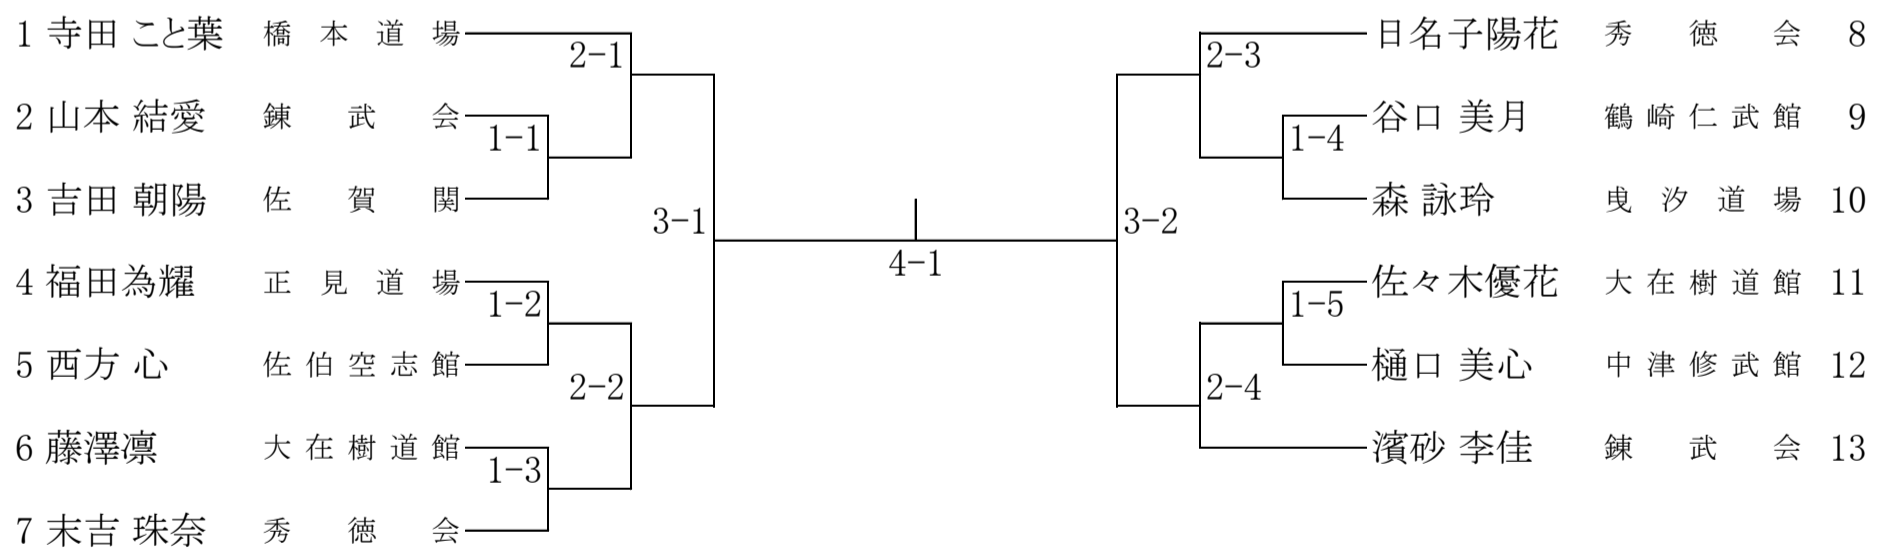 1 寺田 こと葉 橋本道場
2-1
2 山本 結愛 錬武会
1-1
3 吉田 朝陽 佐賀関
3-1
4 福田為耀 正見道場
1-2
5 西方 心 佐伯空志館
2-2
6 藤澤凛 大在樹道館
1-3
7 末吉 珠奈 秀徳会
4-1
日名子陽花 秀徳会 8
2-3
谷口 美月 鶴崎仁武館 9
1-4
森 詠玲 曵汐道場 10
3-2
佐々木優花 大在樹道館 11
1-5
樋口 美心 中津修武館 12
2-4
濱砂 李佳 錬武会 13